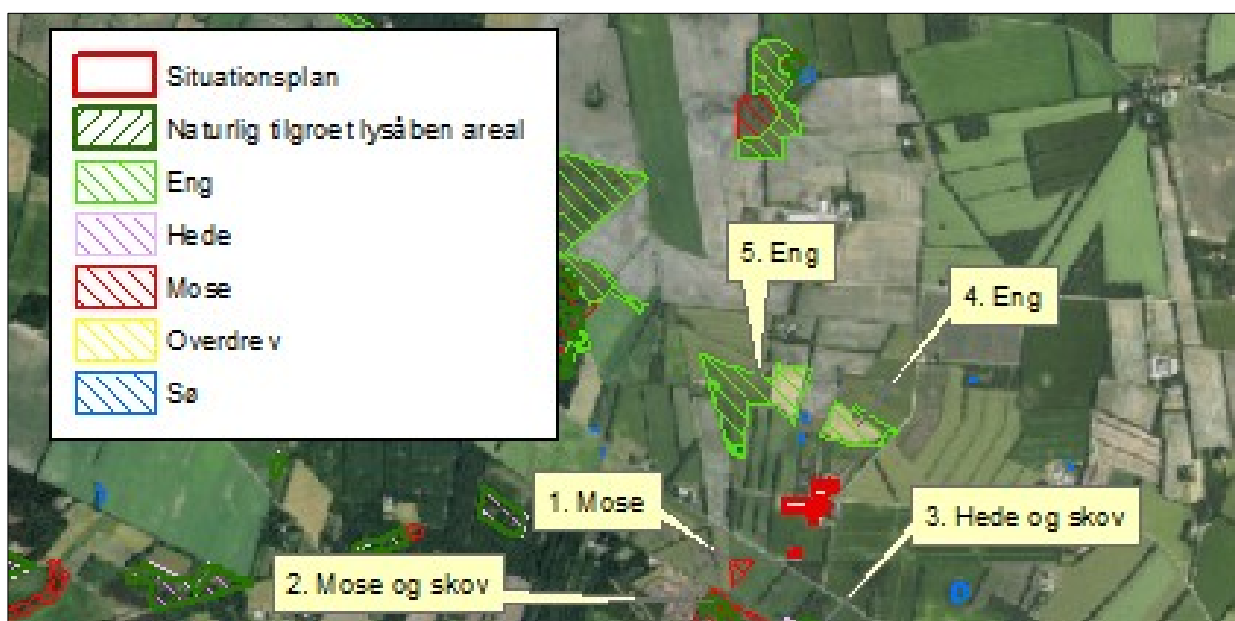 Situationsplan
Naturlig tilgroet lysåben areal
Eng
Hede
Mose
Overdrev
Sø
5. Eng
4. Eng
1. Mose
3. Hede og skov
2. Mose og skov